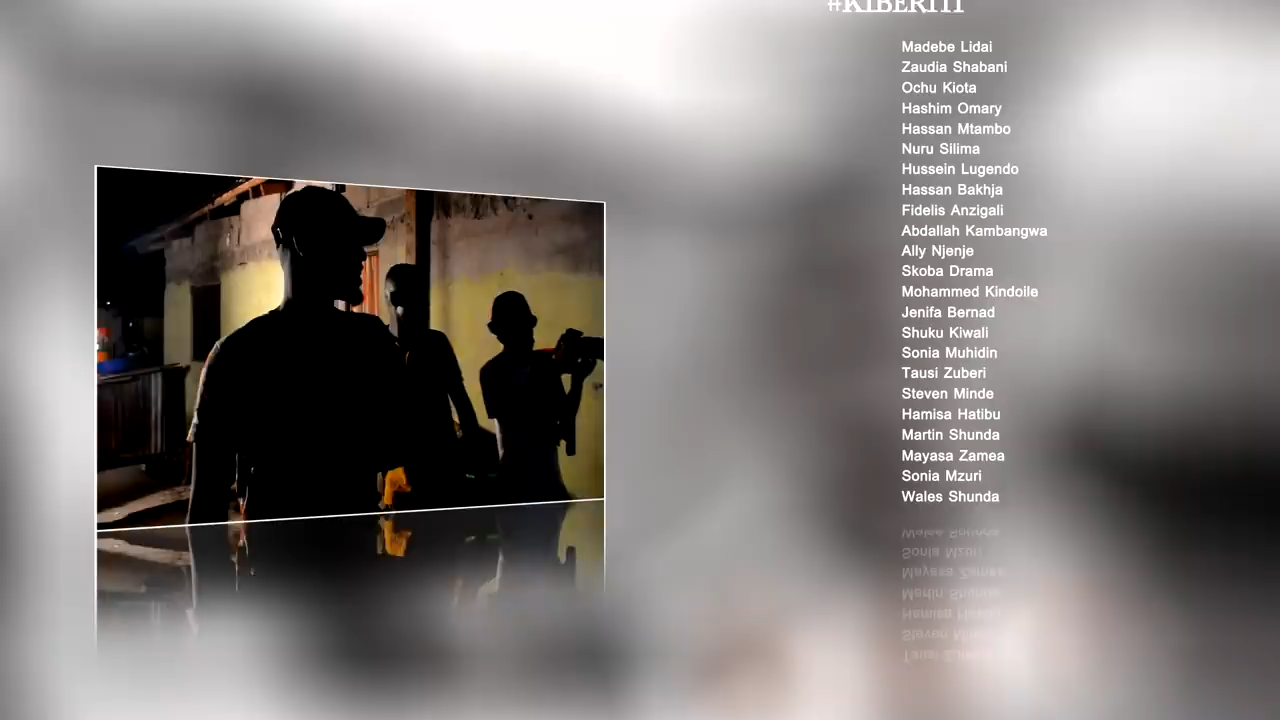 #KIBERITI
Madebe Lidai
Zaudia Shabani
Ochu Kiota
Hashim Omary
Hassan Mtambo
Nuru Silima
Hussein Lugendo
Hassan Bakhja
Fidelis Anzigali
Abdallah Kambangwa
Ally Njenje
Skoba Drama
Mohammed Kindoile
Jenifa Bernad
Shuku Kiwali
Sonia Muhidin
Tausi Zuberi
Steven Minde
Hamisa Hatibu
Martin Shunda
Mayasa Zamea
Sonia Mzuri
Wales Shunda